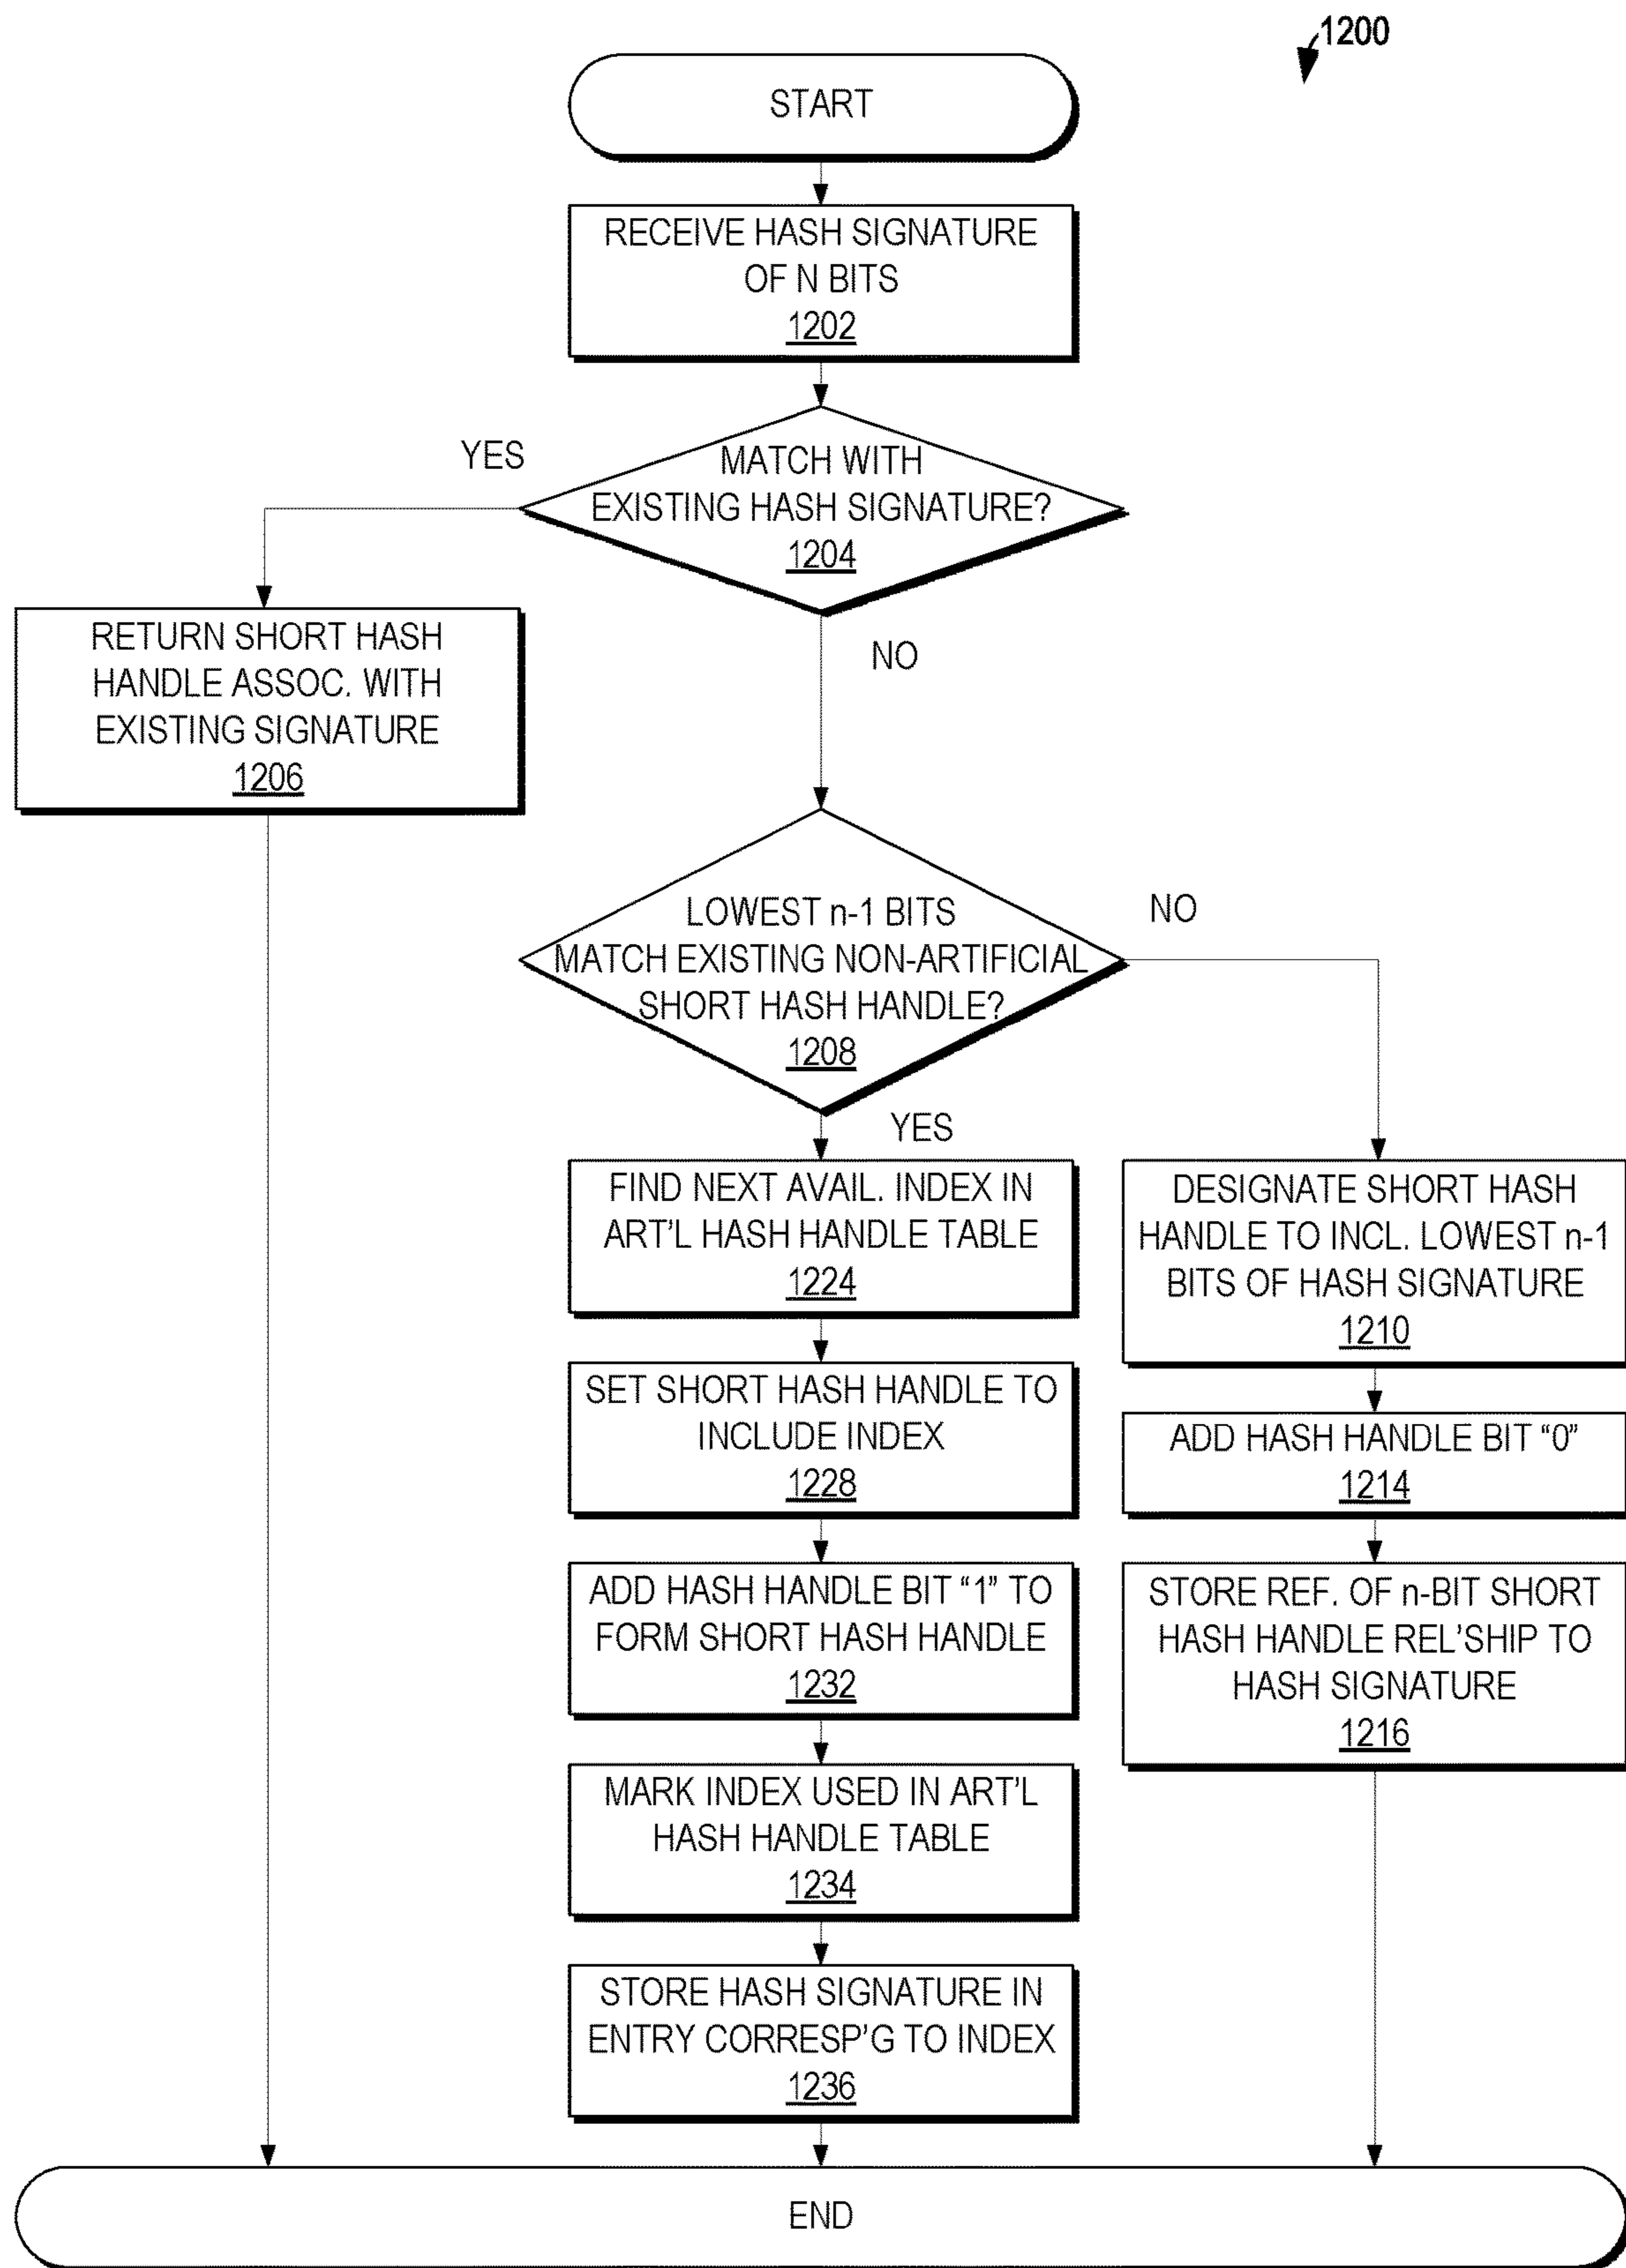 1200
START
RECEIVE HASH SIGNATURE
OF N BITS
1202
YES
MATCH WITH
EXISTING HASH SIGNATURE?
1204
NO
RETURN SHORT HASH
HANDLE ASSOC. WITH
EXISTING SIGNATURE
1206
LOWEST n-1 BITS
MATCH EXISTING NON-ARTIFICIAL
SHORT HASH HANDLE?
1208
NO
YES
FIND NEXT AVAIL. INDEX IN
ART'L HASH HANDLE TABLE
1224
SET SHORT HASH HANDLE TO
INCLUDE INDEX
1228
ADD HASH HANDLE BIT “1” TO
FORM SHORT HASH HANDLE
1232
MARK INDEX USED IN ART'L
HASH HANDLE TABLE
1234
STORE HASH SIGNATURE IN
ENTRY CORRESP'G TO INDEX
1236
DESIGNATE SHORT HASH
HANDLE TO INCL. LOWEST n-1
BITS OF HASH SIGNATURE
1210
ADD HASH HANDLE BIT “0”
1214
STORE REF. OF n-BIT SHORT
HASH HANDLE REL'SHIP TO
HASH SIGNATURE
1216
END